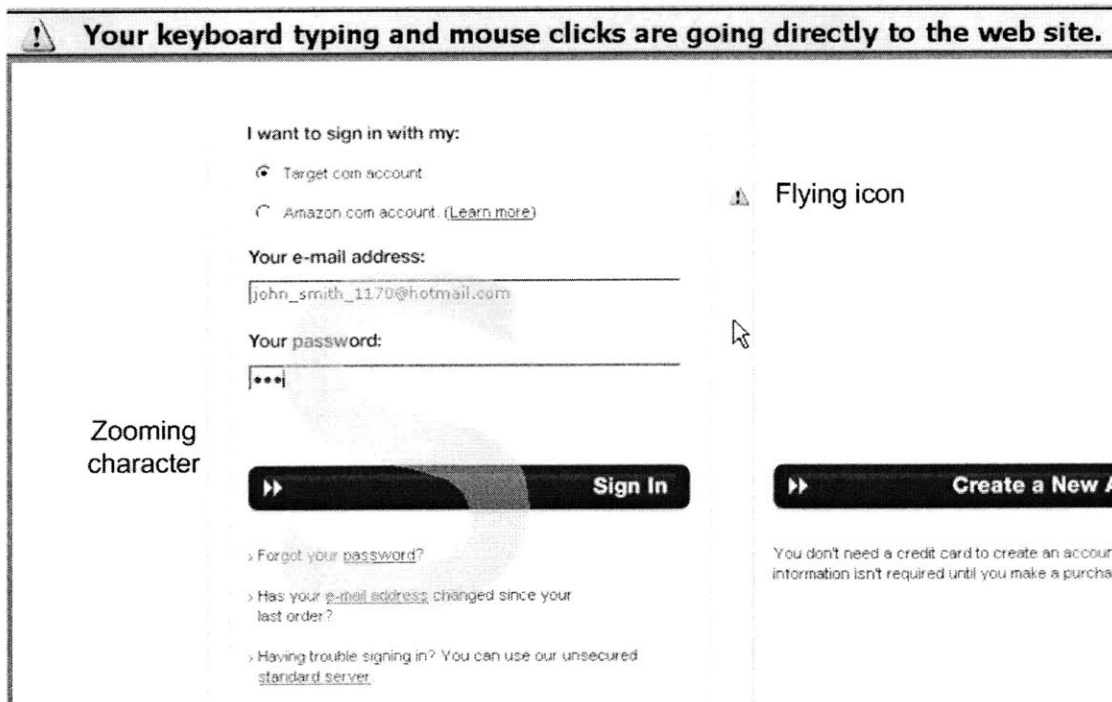 Your keyboard typing and mouse clicks are going directly to the web site.
I want to sign in with my:
Target com account
Amazon.com account. (Learn more)
Flying icon
Your e-mail address:
john_smith_1170@hotmail.com
Your password:
Zooming
character
S
Sign In
Create a New A
› Forgot your password?
› Has your e-mail address changed since your
last order?
› Having trouble signing in? You can use our unsecured
standard server
You don't need a credit card to create an accoun
information isn't required until you make a purcha